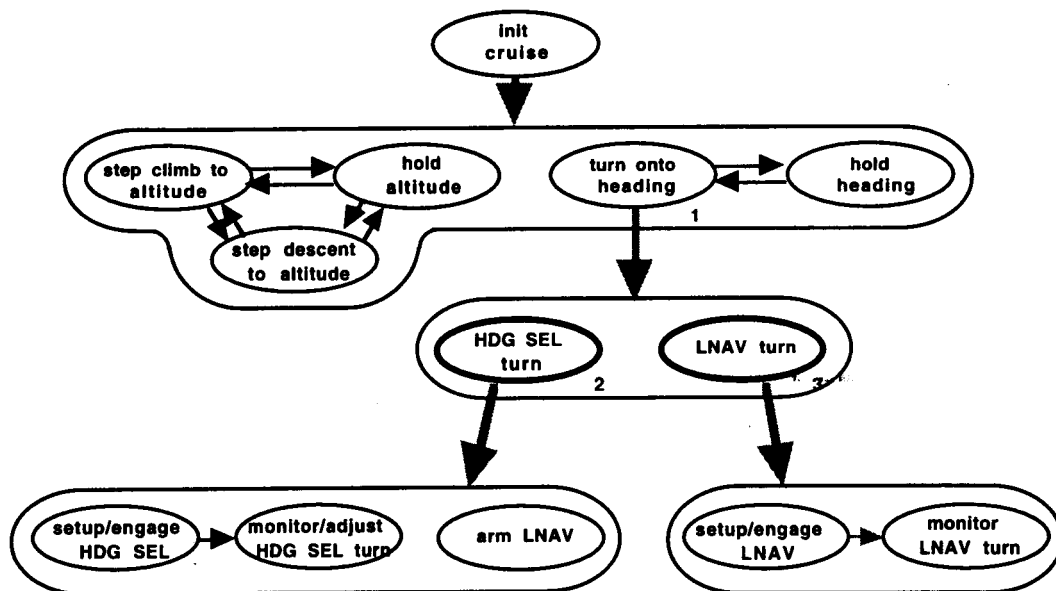 init
cruise
step climb to
altitude
hold
altitude
turn onto
heading
hold
heading
1
step descent
to altitude
HDG SEL
turn
LNAV turn
2
3
setup/engage
HDG SEL
monitor/adjust
HDG SEL turn
arm LNAV
setup/engage
LNAV
monitor
LNAV turn